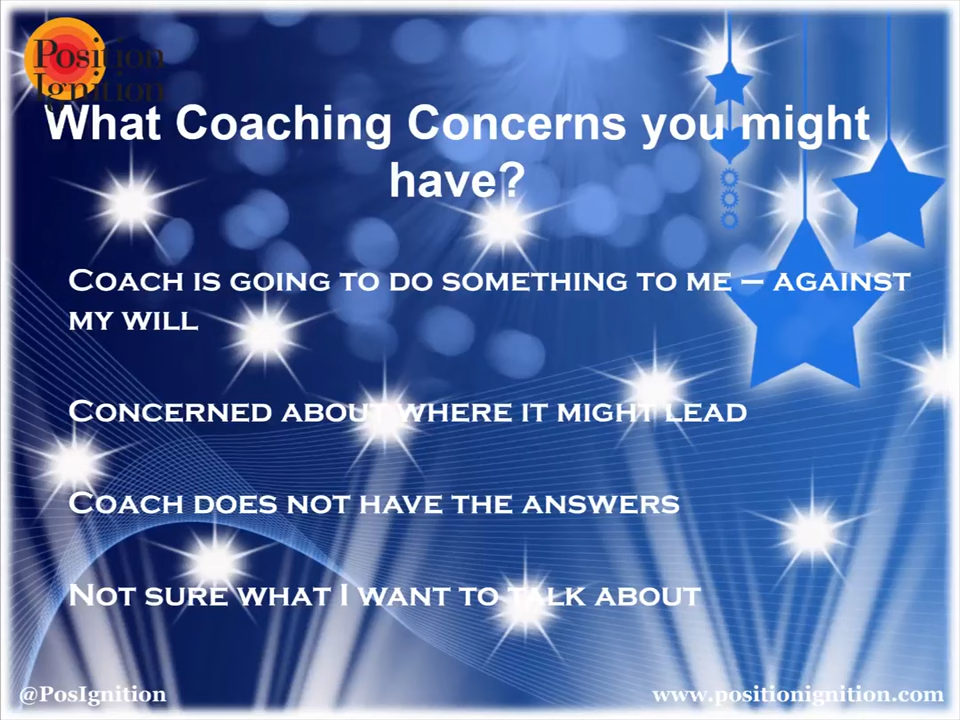 Position
Ignition
What Coaching Concerns you might
have?
Coach is going to do something to me – against
my will
Concerned about where it might lead
Coach does not have the answers
Not sure what I want to talk about
@PosIgnition
www.positionignition.com